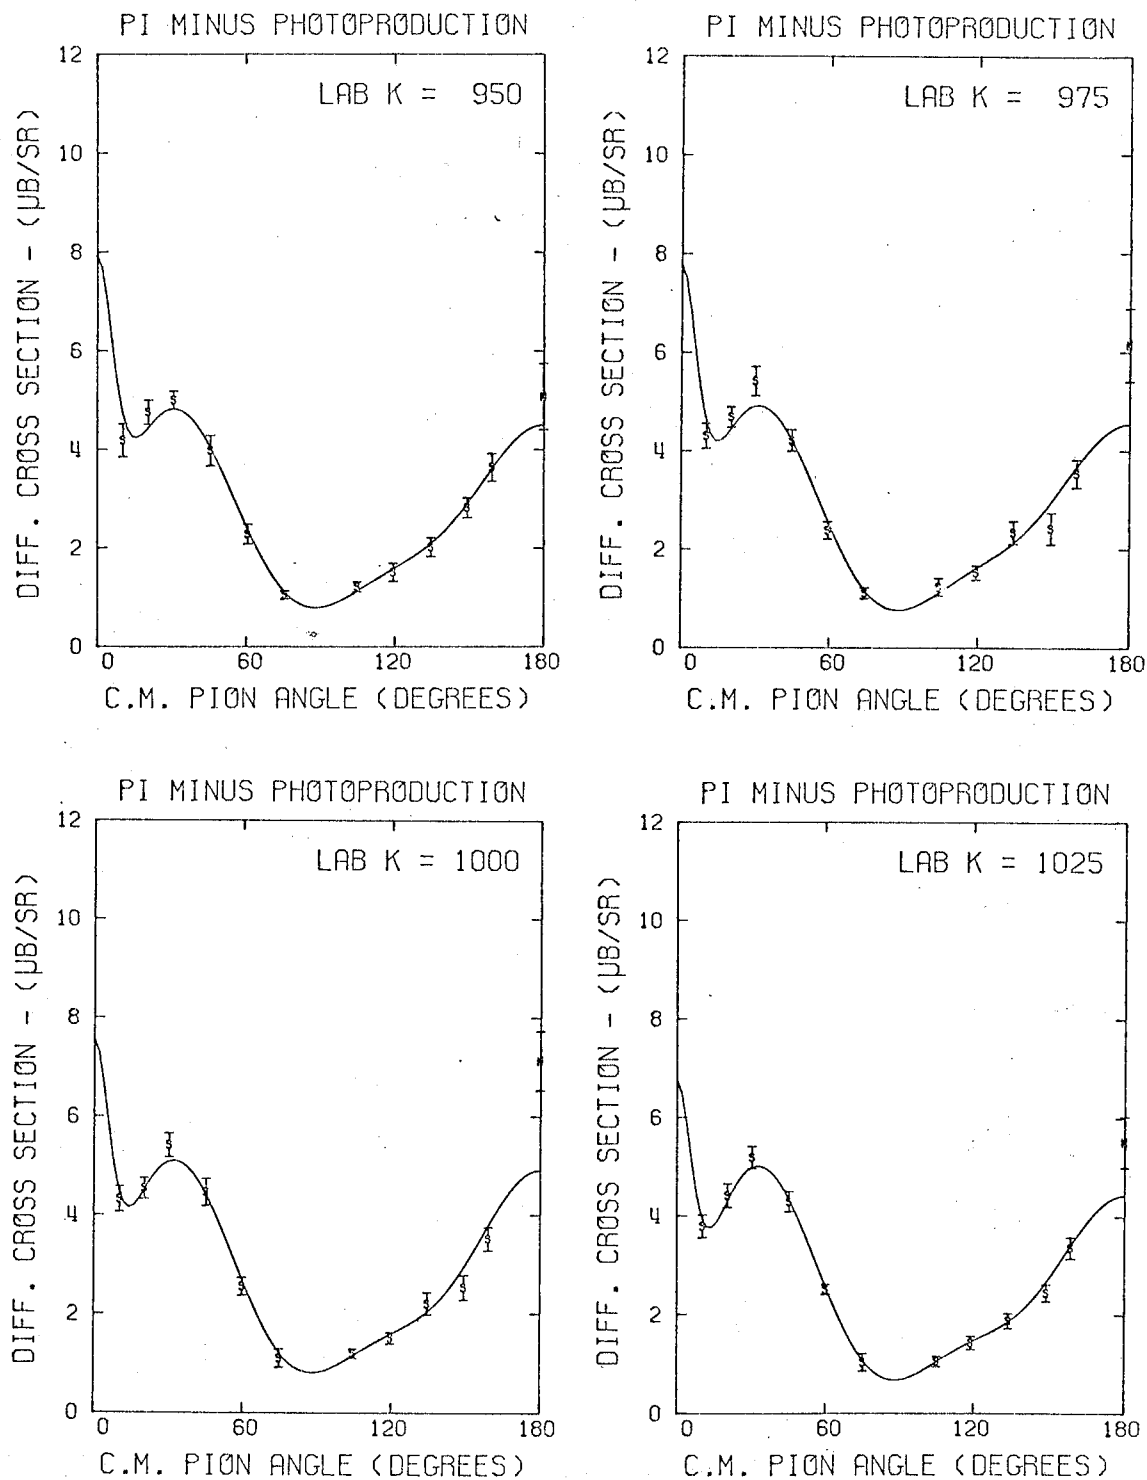 PI MINUS PHOTOPRODUCTION
LAB K = 950
DIFF. CROSS SECTION - (μB/SR)
12
10
8
6
4
2
0
0 60 120 180
C.M. PION ANGLE (DEGREES)
PI MINUS PHOTOPRODUCTION
LAB K = 975
DIFF. CROSS SECTION - (μB/SR)
12
10
8
6
4
2
0
0 60 120 180
C.M. PION ANGLE (DEGREES)
PI MINUS PHOTOPRODUCTION
LAB K = 1000
DIFF. CROSS SECTION - (μB/SR)
12
10
8
6
4
2
0
0 60 120 180
C.M. PION ANGLE (DEGREES)
PI MINUS PHOTOPRODUCTION
LAB K = 1025
DIFF. CROSS SECTION - (μB/SR)
12
10
8
6
4
2
0
0 60 120 180
C.M. PION ANGLE (DEGREES)